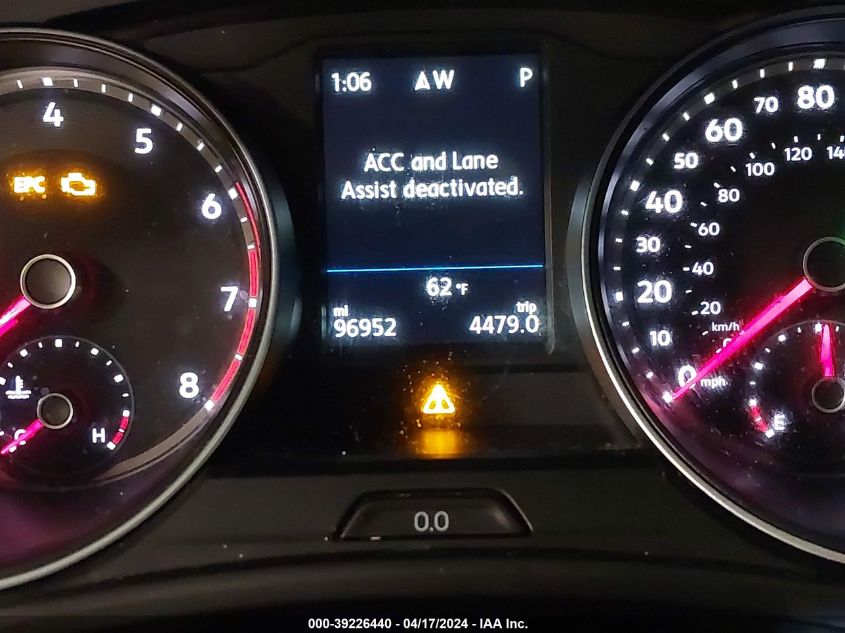 1:06 W P
ACC and Lane
Assist deactivated.
62°F
mi trip
96952 4479.0
4 5 6 7 8
EPC
C H
0 10 20 30 40 50 60 70 80
20 40 60 80 100 120
km/h
mph
E
0.0
000-39226440 - 04/17/2024 - IAA Inc.